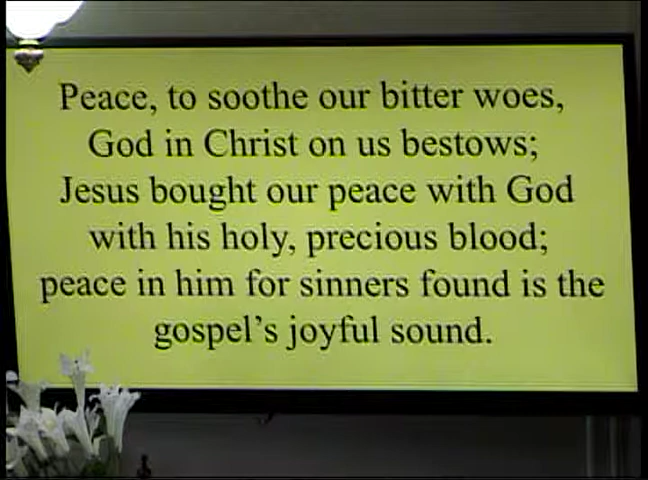 Peace, to soothe our bitter woes,
God in Christ on us bestows;
Jesus bought our peace with God
with his holy, precious blood;
peace in him for sinners found is the
gospel's joyful sound.